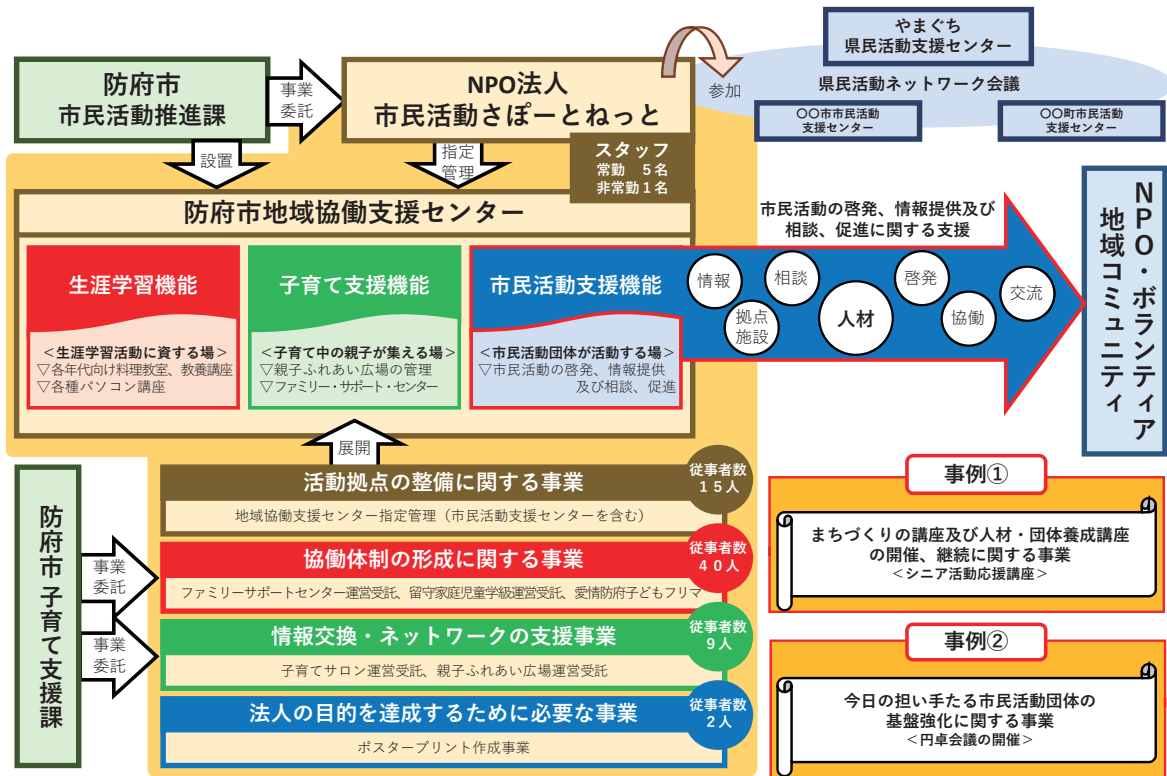 防府市
市民活動推進課
事業
委託
NPO法人
市民活動さぽーとねっと
参加
やまぐち
県民活動支援センター
県民活動ネットワーク会議
〇〇市市民活動
支援センター
〇〇町市民活動
支援センター
設置
指定
管理
スタッフ
常勤　5名
非常勤1名
防府市地域協働支援センター
生涯学習機能
＜生涯学習活動に資する場＞
▽各年代向け料理教室、教養講座
▽各種パソコン講座
子育て支援機能
＜子育て中の親子が集える場＞
▽親子ふれあい広場の管理
▽ファミリー・サポート・センター
市民活動支援機能
＜市民活動団体が活動する場＞
▽市民活動の啓発、情報提供
及び相談、促進
市民活動の啓発、情報提供及び
相談、促進に関する支援
情報
拠点
施設
相談
人材
啓発
協働
交流
NPO・ボランティア
地域コミュニティ
展開
防府市 子育て支援課
事業
委託
事業
委託
活動拠点の整備に関する事業
従事者数
15人
地域協働支援センター指定管理（市民活動支援センターを含む）
協働体制の形成に関する事業
従事者数
40人
ファミリーサポートセンター運営受託、留守家庭児童学級運営受託、愛情防府子どもフリマ
情報交換・ネットワークの支援事業
従事者数
9人
子育てサロン運営受託、親子ふれあい広場運営受託
法人の目的を達成するために必要な事業
従事者数
2人
ポスタープリント作成事業
事例①
まちづくりの講座及び人材・団体養成講座
の開催、継続に関する事業
＜シニア活動応援講座＞
事例②
今日の担い手たる市民活動団体の
基盤強化に関する事業
＜円卓会議の開催＞